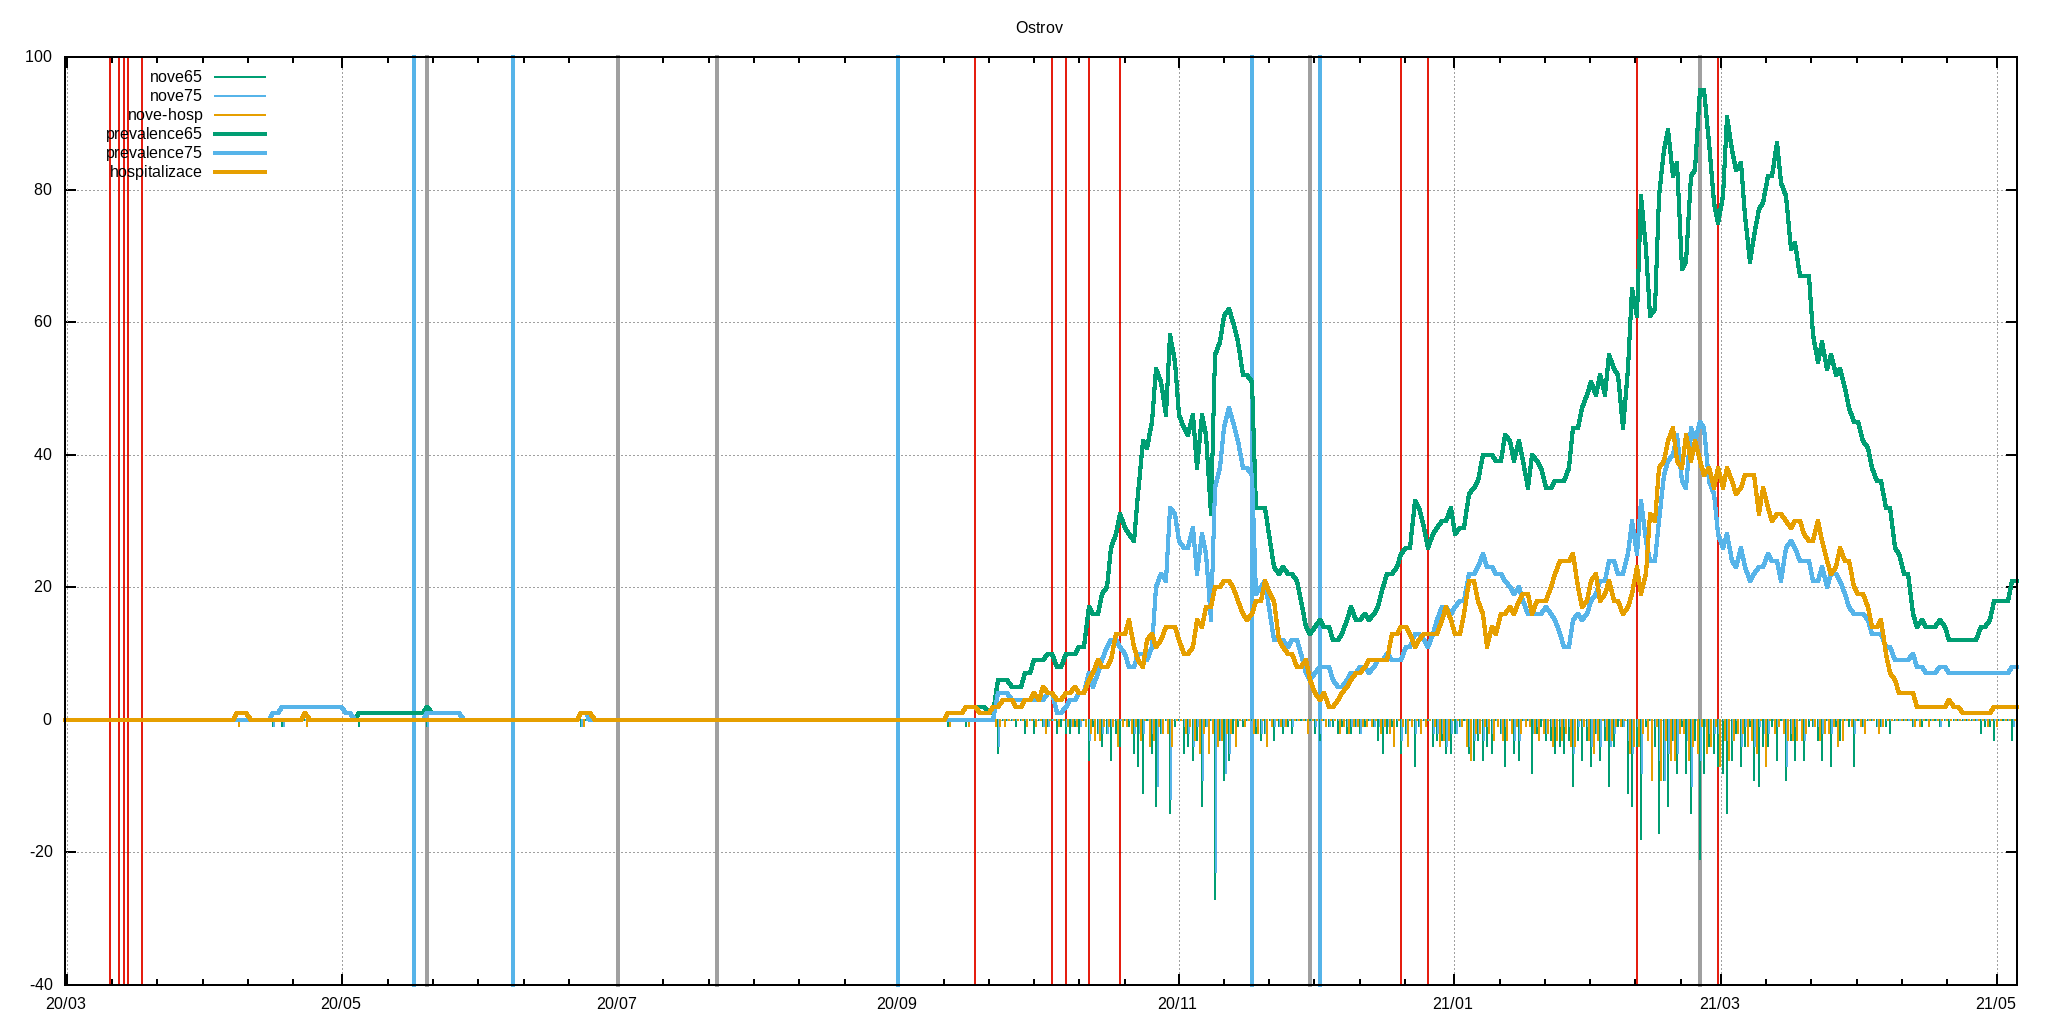 Ostrov
100
80
60
40
20
0
-20
-40
nove65
nove75
nove-hosp
prevalence65
prevalence75
hospitalizace
20/03 20/05 20/07 20/09 20/11 21/01 21/03 21/05